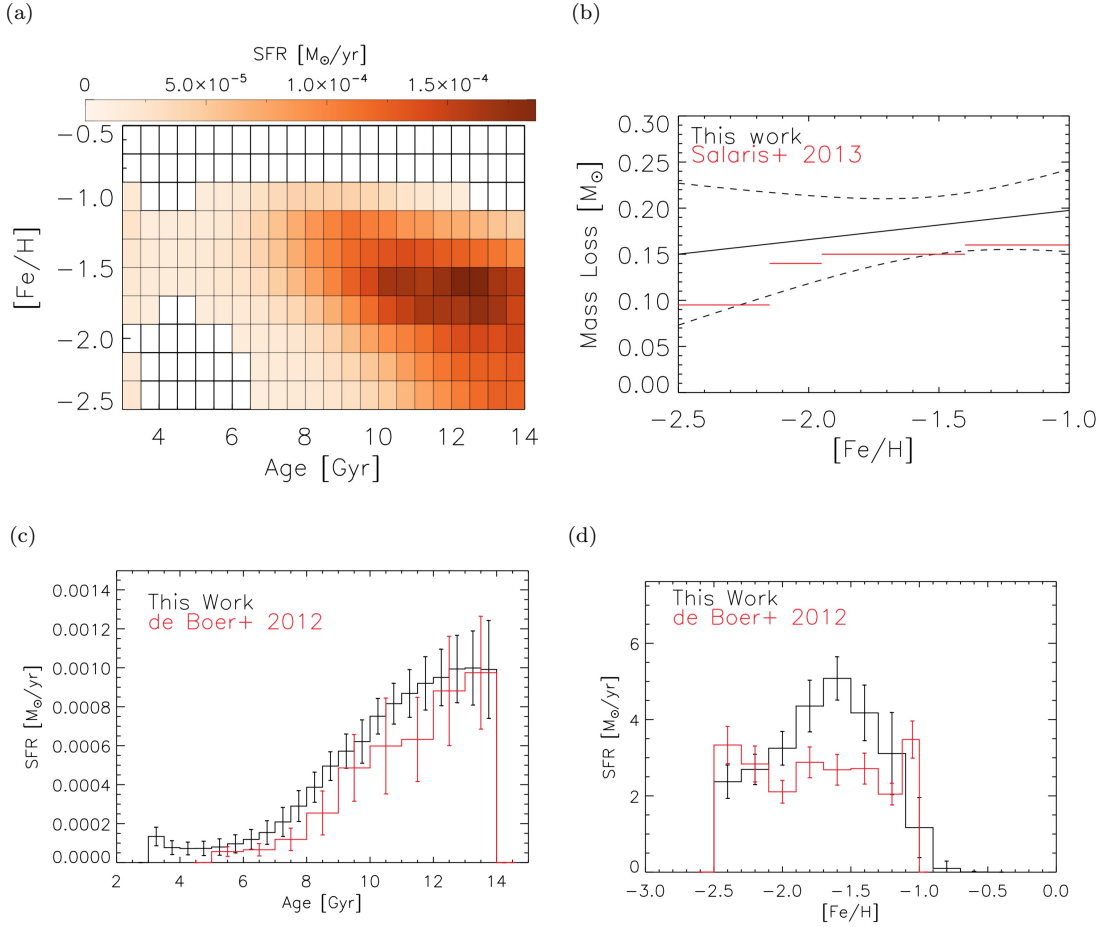 (a)
SFR [M⊙/yr]
0 5.0×10⁻⁵ 1.0×10⁻⁴ 1.5×10⁻⁴
−0.5
−1.0
−1.5
−2.0
−2.5
[Fe/H]
4 6 8 10 12 14
Age [Gyr]
(b)
This work
Salaris+ 2013
0.30
0.25
0.20
0.15
0.10
0.05
0.00
Mass Loss [M⊙]
−2.5 −2.0 −1.5 −1.0
[Fe/H]
(c)
This Work
de Boer+ 2012
0.0014
0.0012
0.0010
0.0008
0.0006
0.0004
0.0002
0.0000
SFR [M⊙/yr]
2 4 6 8 10 12 14
Age [Gyr]
(d)
This Work
de Boer+ 2012
6
4
2
0
SFR [M⊙/yr]
−3.0 −2.5 −2.0 −1.5 −1.0 −0.5 0.0
[Fe/H]